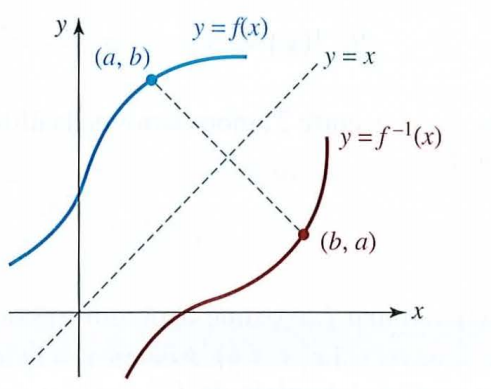 y
y = f(x)
(a, b)
y = x
y = f⁻¹(x)
(b, a)
x